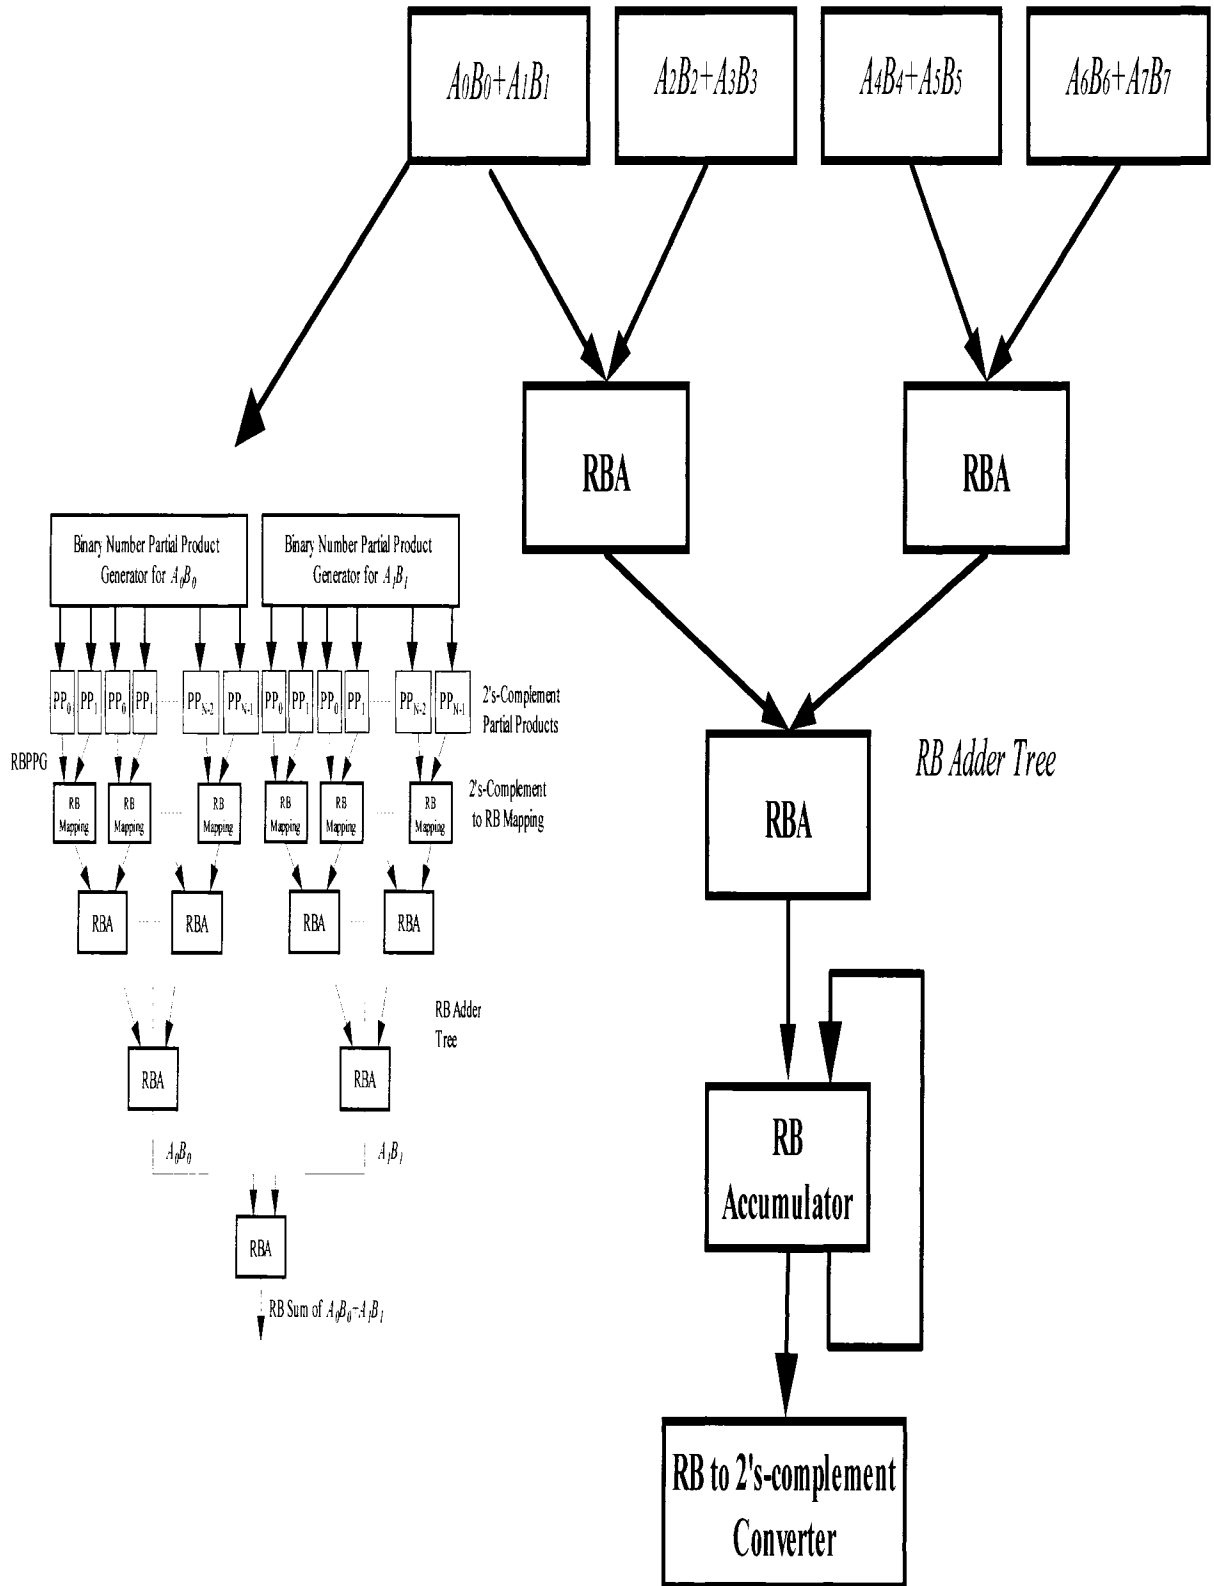 A0B0+A1B1
A2B2+A3B3
A4B4+A5B5
A6B6+A7B7
RBA
RBA
Binary Number Partial Product
Generator for A0B0
Binary Number Partial Product
Generator for A1B1
PP0 PP1 PP0 PP1 ...... PPN-2 PPN-1 PP0 PP1 PP0 PP1 ...... PPN-2 PPN-1
2's-Complement
Partial Products
RBPPG
RB
Mapping
RB
Mapping
RB
Mapping
RB
Mapping
RB
Mapping
RB
Mapping
2's-Complement
to RB Mapping
RBA
RB Adder Tree
RBA
RBA
RBA
RBA
RB Adder
Tree
RBA
RBA
A0B0
A1B1
RBA
RB Sum of A0B0+A1B1
RB
Accumulator
RB to 2's-complement
Converter